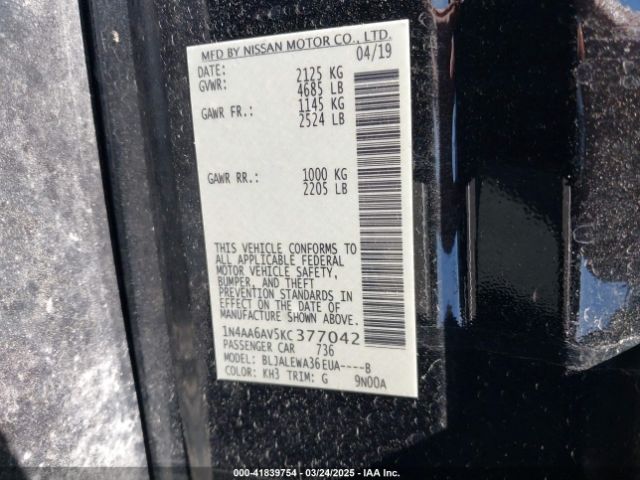 MFD BY NISSAN MOTOR CO., LTD.
DATE: 04/19
GVWR: 2125 KG
4685 LB
GAWR FR.: 1145 KG
2524 LB
GAWR RR.: 1000 KG
2205 LB
THIS VEHICLE CONFORMS TO
ALL APPLICABLE FEDERAL
MOTOR VEHICLE SAFETY,
BUMPER, AND THEFT
PREVENTION STANDARDS IN
EFFECT ON THE DATE OF
MANUFACTURE SHOWN ABOVE.
1N4AA6AV5KC377042
PASSENGER CAR 736
MODEL: BLJALEWA36EUA----B
COLOR: KH3 TRIM: G 9N00A
000-41839754 - 03/24/2025 - IAA Inc.